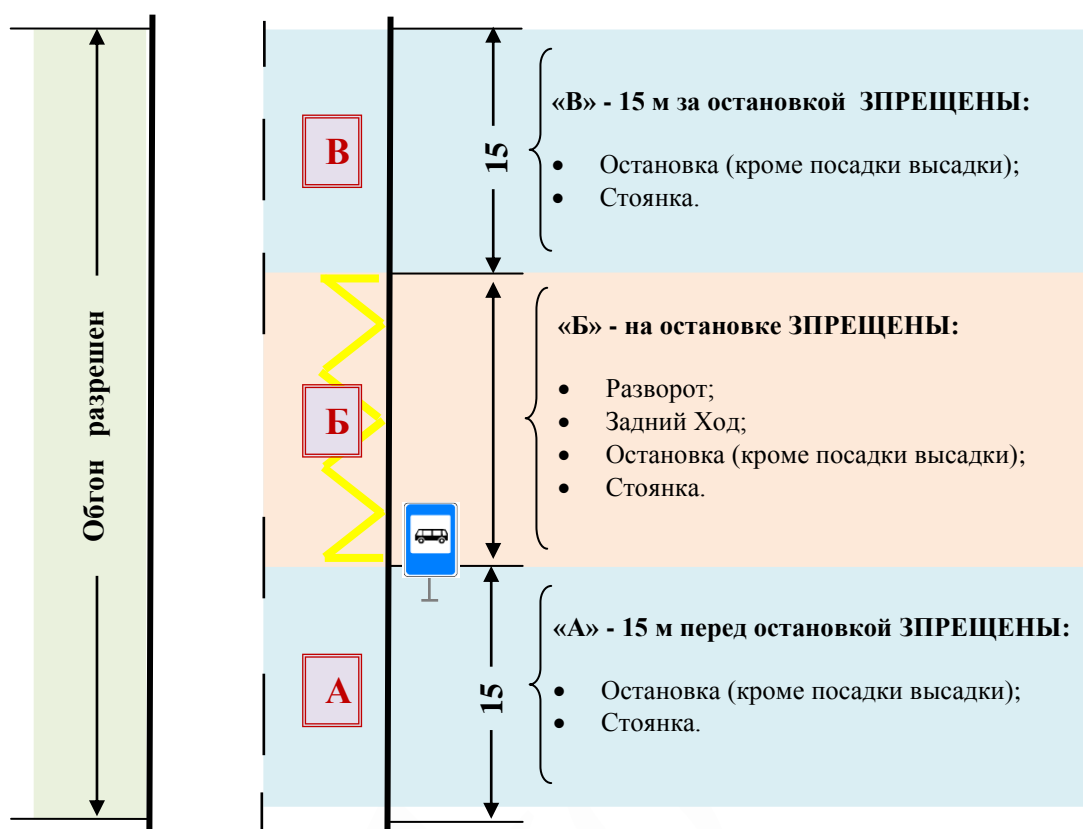 Обгон разрешен
В
15
«В» - 15 м за остановкой ЗПРЕЩЕНЫ:
• Остановка (кроме посадки высадки);
• Стоянка.
Б
«Б» - на остановке ЗПРЕЩЕНЫ:
• Разворот;
• Задний Ход;
• Остановка (кроме посадки высадки);
• Стоянка.
А
15
«А» - 15 м перед остановкой ЗПРЕЩЕНЫ:
• Остановка (кроме посадки высадки);
• Стоянка.